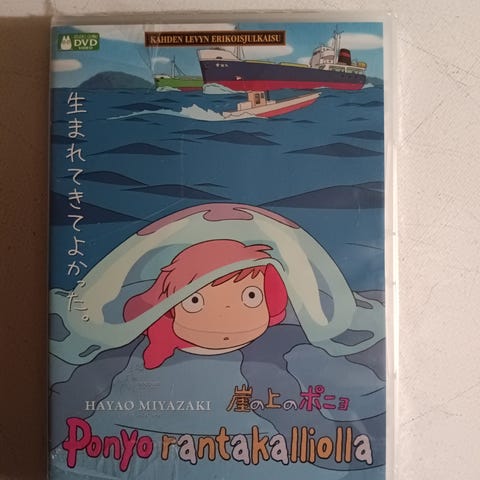 DVD
VIDEO
KAHDEN LEVYN ERIKOISJULKAISU
生まれてきてよかった。
HAYAO MIYAZAKI
崖の上のポニョ
Ponyo rantakalliolla